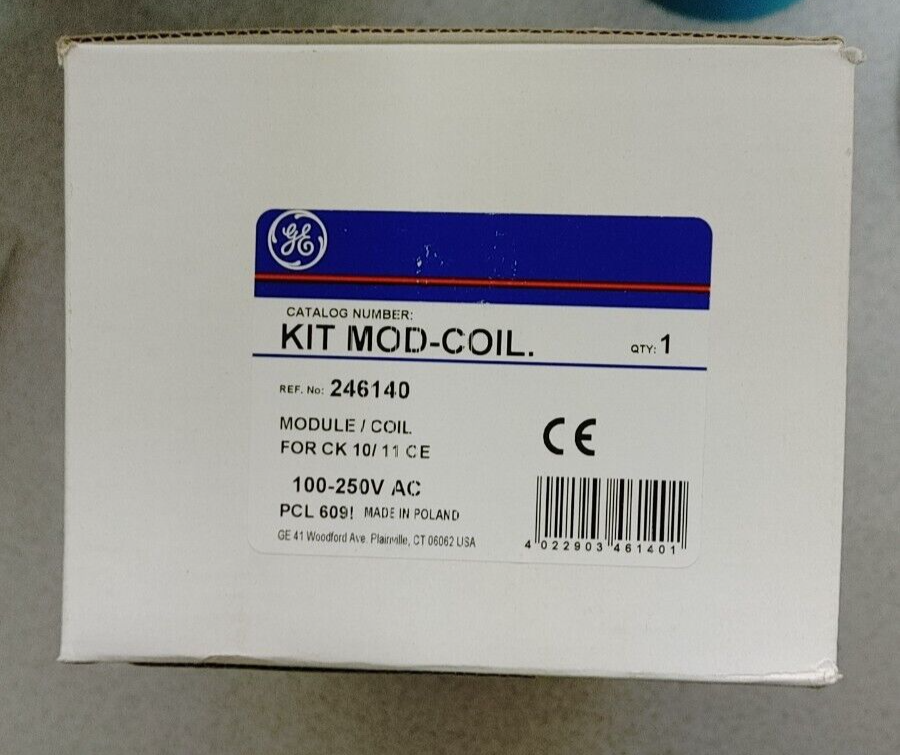 GE
CATALOG NUMBER:
KIT MOD-COIL.
QTY: 1
REF. No: 246140
MODULE / COIL
FOR CK 10/ 11 CE
CE
100-250V AC
PCL 609! MADE IN POLAND
GE 41 Woodford Ave. Plainville, CT 06062 USA
4 022903 461401